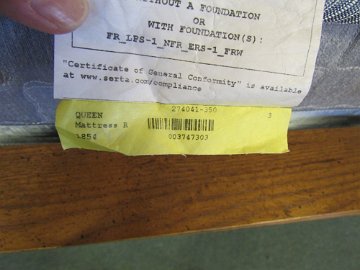 WITHOUT A FOUNDATION
OR
WITH FOUNDATION(S):
FR_LPS-1_NFR_ERS-1_FRW
"Certificate of General Conformity" is available
at www.serta.com/compliance
QUEEN 274041-350 3
Mattress R
1854 003747303